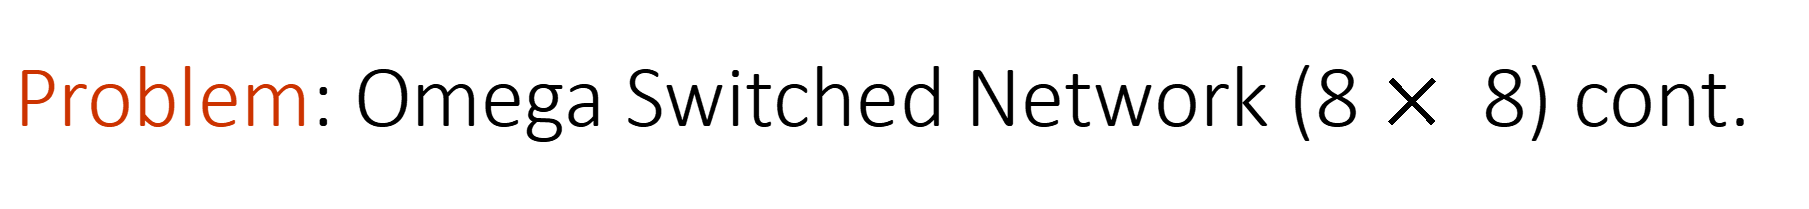 Problem: Omega Switched Network (8 × 8) cont.